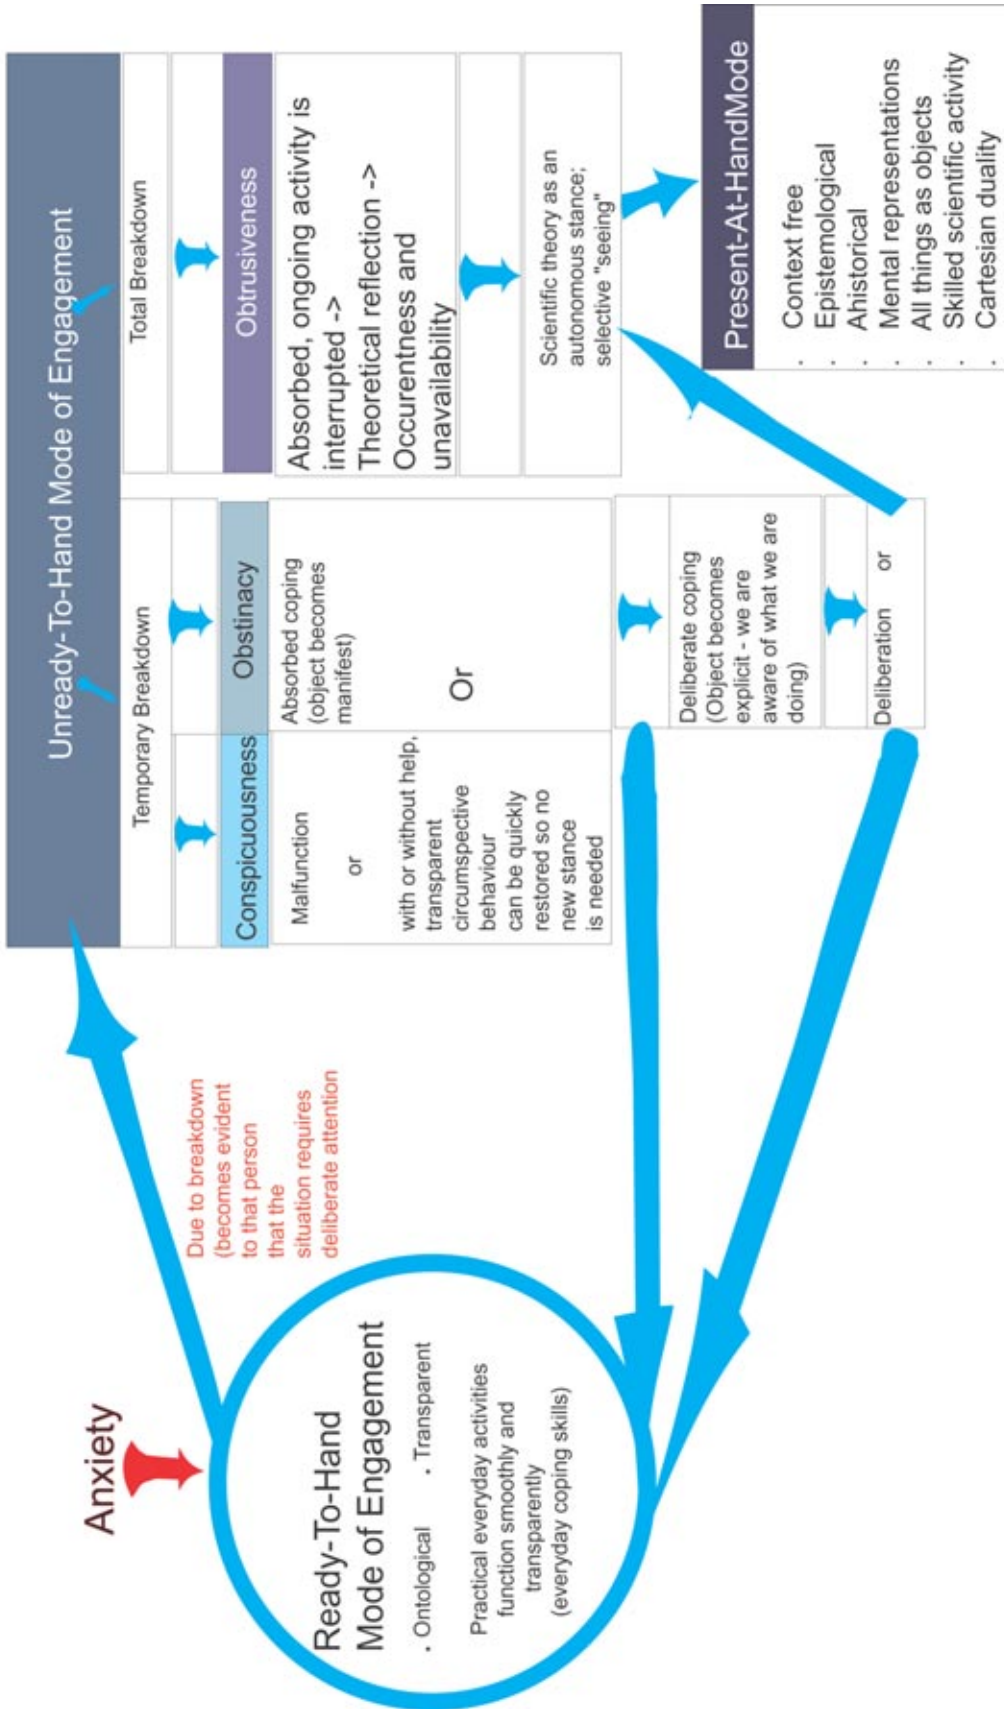 Anxiety
Ready-To-Hand
Mode of Engagement
. Ontological . Transparent
Practical everyday activities
function smoothly and
transparently
(everyday coping skills)
Due to breakdown
(becomes evident
to that person
that the
situation requires
deliberate attention
Unready-To-Hand Mode of Engagement
Temporary Breakdown
Total Breakdown
Conspicuousness
Obstinacy
Obtrusiveness
Malfunction
or
with or without help,
transparent
circumspective
behaviour
can be quickly
restored so no
new stance
is needed
Absorbed coping
(object becomes
manifest)
Or
Absorbed, ongoing activity is
interrupted ->
Theoretical reflection ->
Occurentness and
unavailability
Deliberate coping
(Object becomes
explicit - we are
aware of what we are
doing)
Deliberation or
Scientific theory as an
autonomous stance;
selective "seeing"
Present-At-HandMode
. Context free
. Epistemological
. Ahistorical
. Mental representations
. All things as objects
. Skilled scientific activity
. Cartesian duality